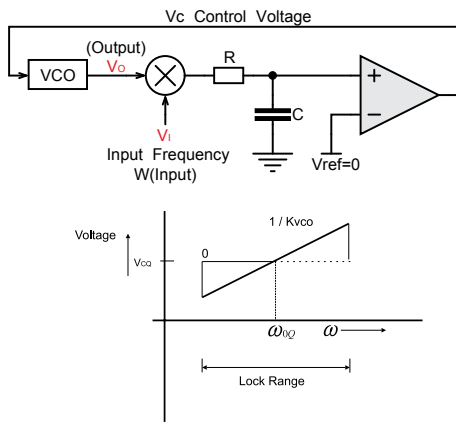 Vc Control Voltage
(Output)
VCO
VO
R
+
C
−
VI
Input Frequency
W(Input)
Vref=0
1 / Kvco
Voltage
0
VCQ
ω0Q
ω
Lock Range